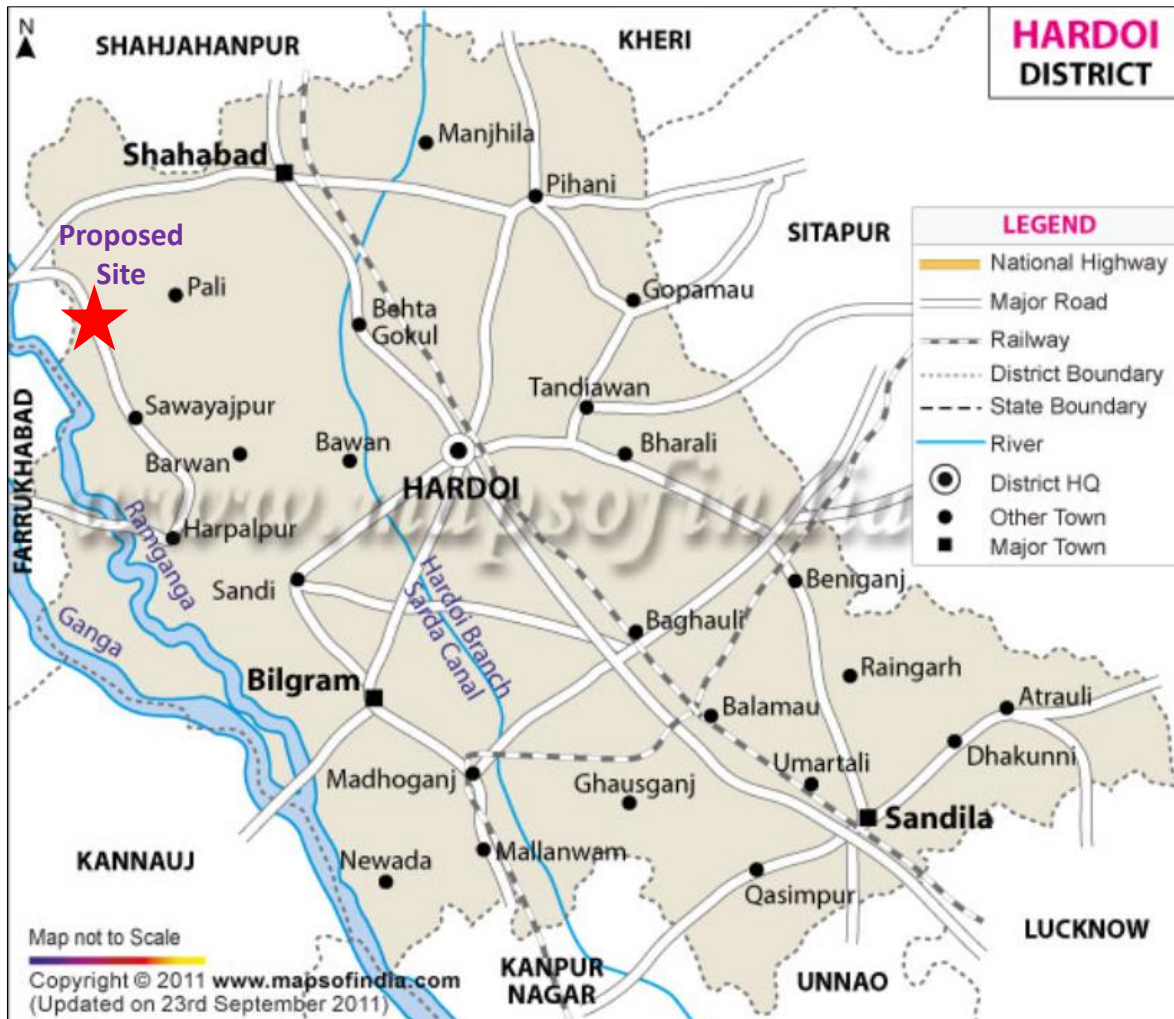 N
SHAHJAHANPUR
KHERI
HARDOI
DISTRICT
Manjhila
Shahabad
Pihani
Proposed
Site
SITAPUR
Pali
Gopamau
Behta
Gokul
LEGEND
National Highway
Major Road
Railway
District Boundary
State Boundary
River
District HQ
Other Town
Major Town
Tandiawan
Sawayajpur
Bawan
Bharali
Barwan
HARDOI
FARRUKHABAD
www.mapsofindia
Harpalpur
Ramganga
Sandi
Hardoi Branch
Sarda Canal
Beniganj
Ganga
Baghauli
Raingarh
Bilgram
Atrauli
Balamau
Dhakunni
Madhoganj
Umartali
Ghausganj
Sandila
KANNAUJ
Newada
Mallanwam
Qasimpur
LUCKNOW
Map not to Scale
KANPUR
NAGAR
UNNAO
Copyright © 2011 www.mapsofindia.com
(Updated on 23rd September 2011)